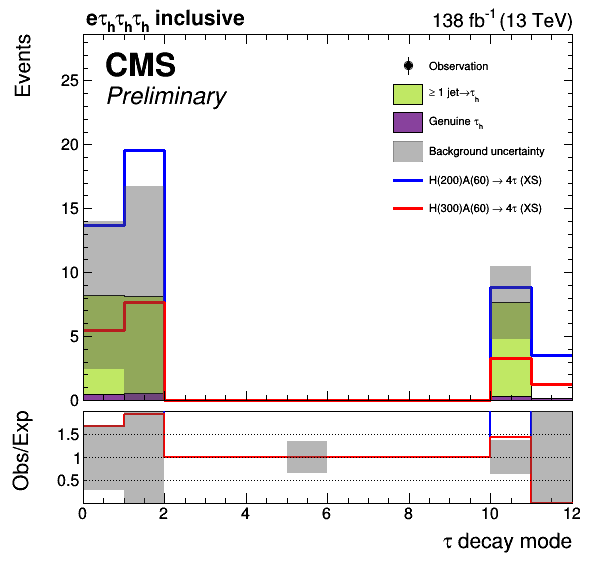 eτhτhτh inclusive 138 fb-1 (13 TeV)
Events
CMS
Preliminary
Observation
≥ 1 jet→τh
Genuine τh
Background uncertainty
H(200)A(60) → 4τ (XS)
H(300)A(60) → 4τ (XS)
25
20
15
10
5
0
Obs/Exp
1.5
1
0.5
0 2 4 6 8 10 12
τ decay mode